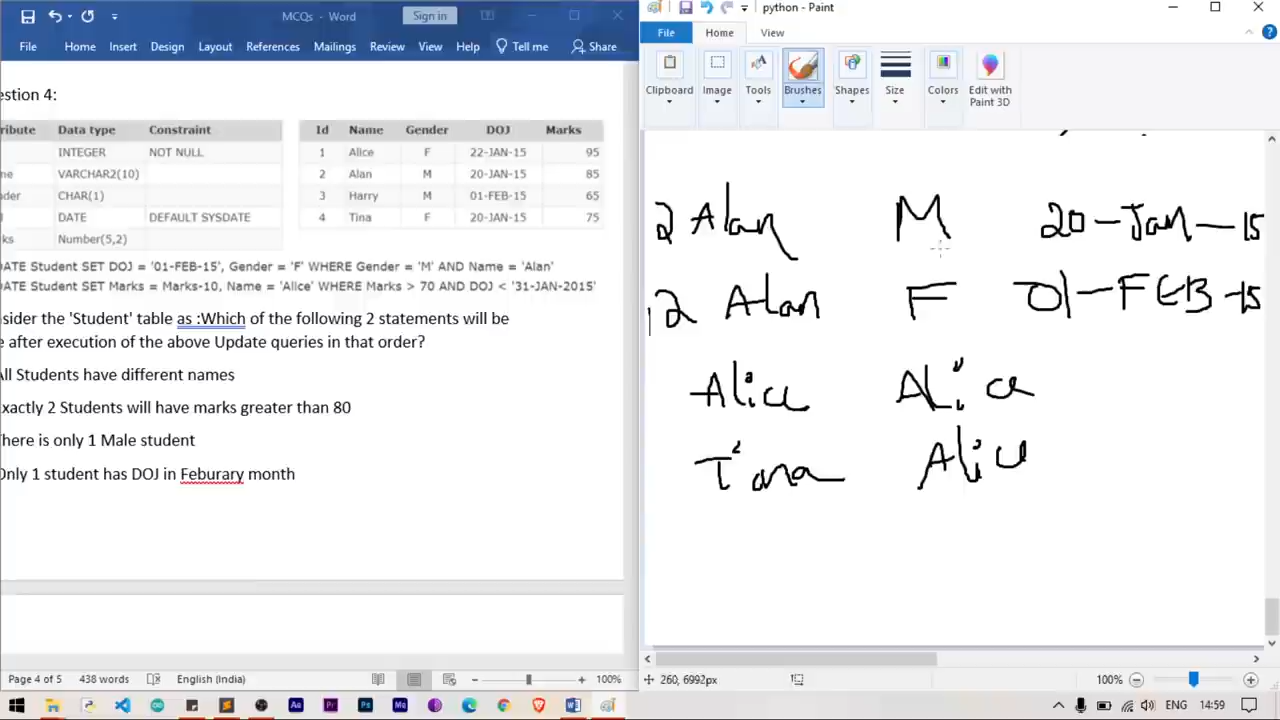 MCQs - Word
Sign in
File Home Insert Design Layout References Mailings Review View Help Tell me Share
estion 4:
ribute Data type Constraint
INTEGER NOT NULL
me VARCHAR2(10)
nder CHAR(1)
J DATE DEFAULT SYSDATE
rks Number(5,2)
Id Name Gender DOJ Marks
1 Alice F 22-JAN-15 95
2 Alan M 20-JAN-15 85
3 Harry M 01-FEB-15 65
4 Tina F 20-JAN-15 75
DATE Student SET DOJ = '01-FEB-15', Gender = 'F' WHERE Gender = 'M' AND Name = 'Alan'
DATE Student SET Marks = Marks-10, Name = 'Alice' WHERE Marks > 70 AND DOJ < '31-JAN-2015'
nsider the 'Student' table as :Which of the following 2 statements will be
e after execution of the above Update queries in that order?
All Students have different names
Exactly 2 Students will have marks greater than 80
There is only 1 Male student
Only 1 student has DOJ in Feburary month
Page 4 of 5 438 words English (India) 100%
python - Paint
File Home View
Clipboard Image Tools Brushes Shapes Size Colors Edit with Paint 3D
2 Alan M 20-Jan-15
2 Alan F 01-FEB-15
Alice Alice
Tina Alice
260, 6992px 100%
ENG 14:59